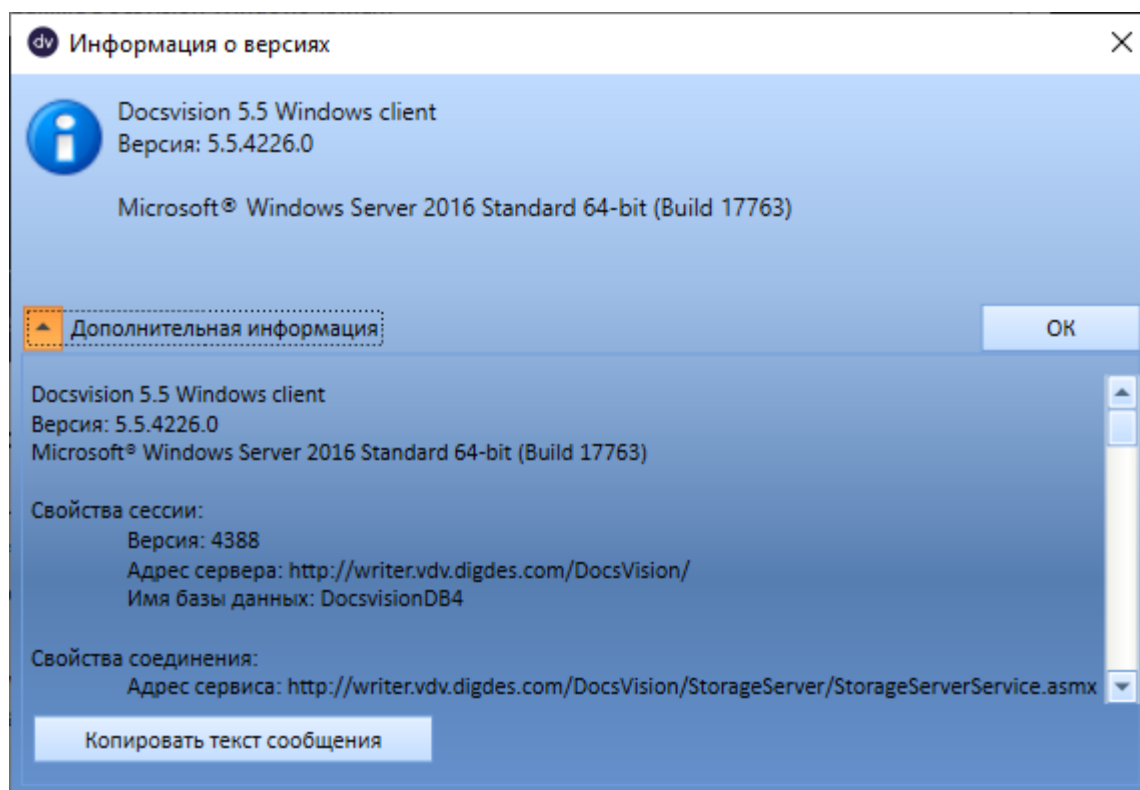 dv Информация о версиях
Docsvision 5.5 Windows client
Версия: 5.5.4226.0
Microsoft® Windows Server 2016 Standard 64-bit (Build 17763)
Дополнительная информация
ОК
Docsvision 5.5 Windows client
Версия: 5.5.4226.0
Microsoft® Windows Server 2016 Standard 64-bit (Build 17763)
Свойства сессии:
Версия: 4388
Адрес сервера: http://writer.vdv.digdes.com/DocsVision/
Имя базы данных: DocsvisionDB4
Свойства соединения:
Адрес сервиса: http://writer.vdv.digdes.com/DocsVision/StorageServer/StorageServerService.asmx
Копировать текст сообщения